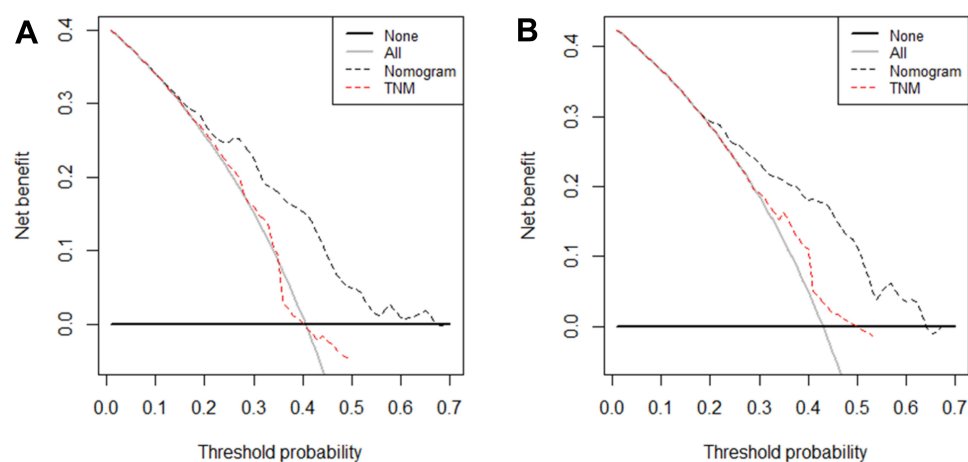 A
None
All
Nomogram
TNM
Net benefit
0.4
0.3
0.2
0.1
0.0
0.0 0.1 0.2 0.3 0.4 0.5 0.6 0.7
Threshold probability
B
None
All
Nomogram
TNM
Net benefit
0.4
0.3
0.2
0.1
0.0
0.0 0.1 0.2 0.3 0.4 0.5 0.6 0.7
Threshold probability